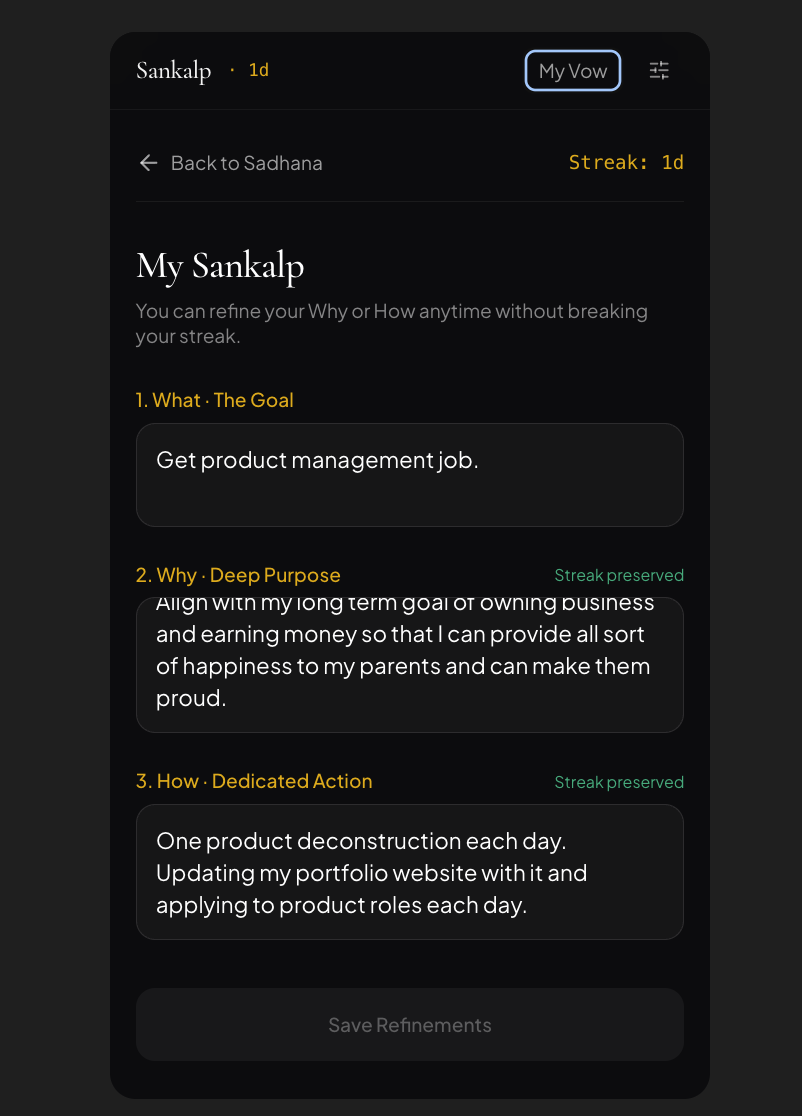 Sankalp · 1d My Vow
Back to Sadhana Streak: 1d
My Sankalp
You can refine your Why or How anytime without breaking
your streak.
1. What · The Goal
Get product management job.
2. Why · Deep Purpose Streak preserved
Align with my long term goal of owning business
and earning money so that I can provide all sort
of happiness to my parents and can make them
proud.
3. How · Dedicated Action Streak preserved
One product deconstruction each day.
Updating my portfolio website with it and
applying to product roles each day.
Save Refinements